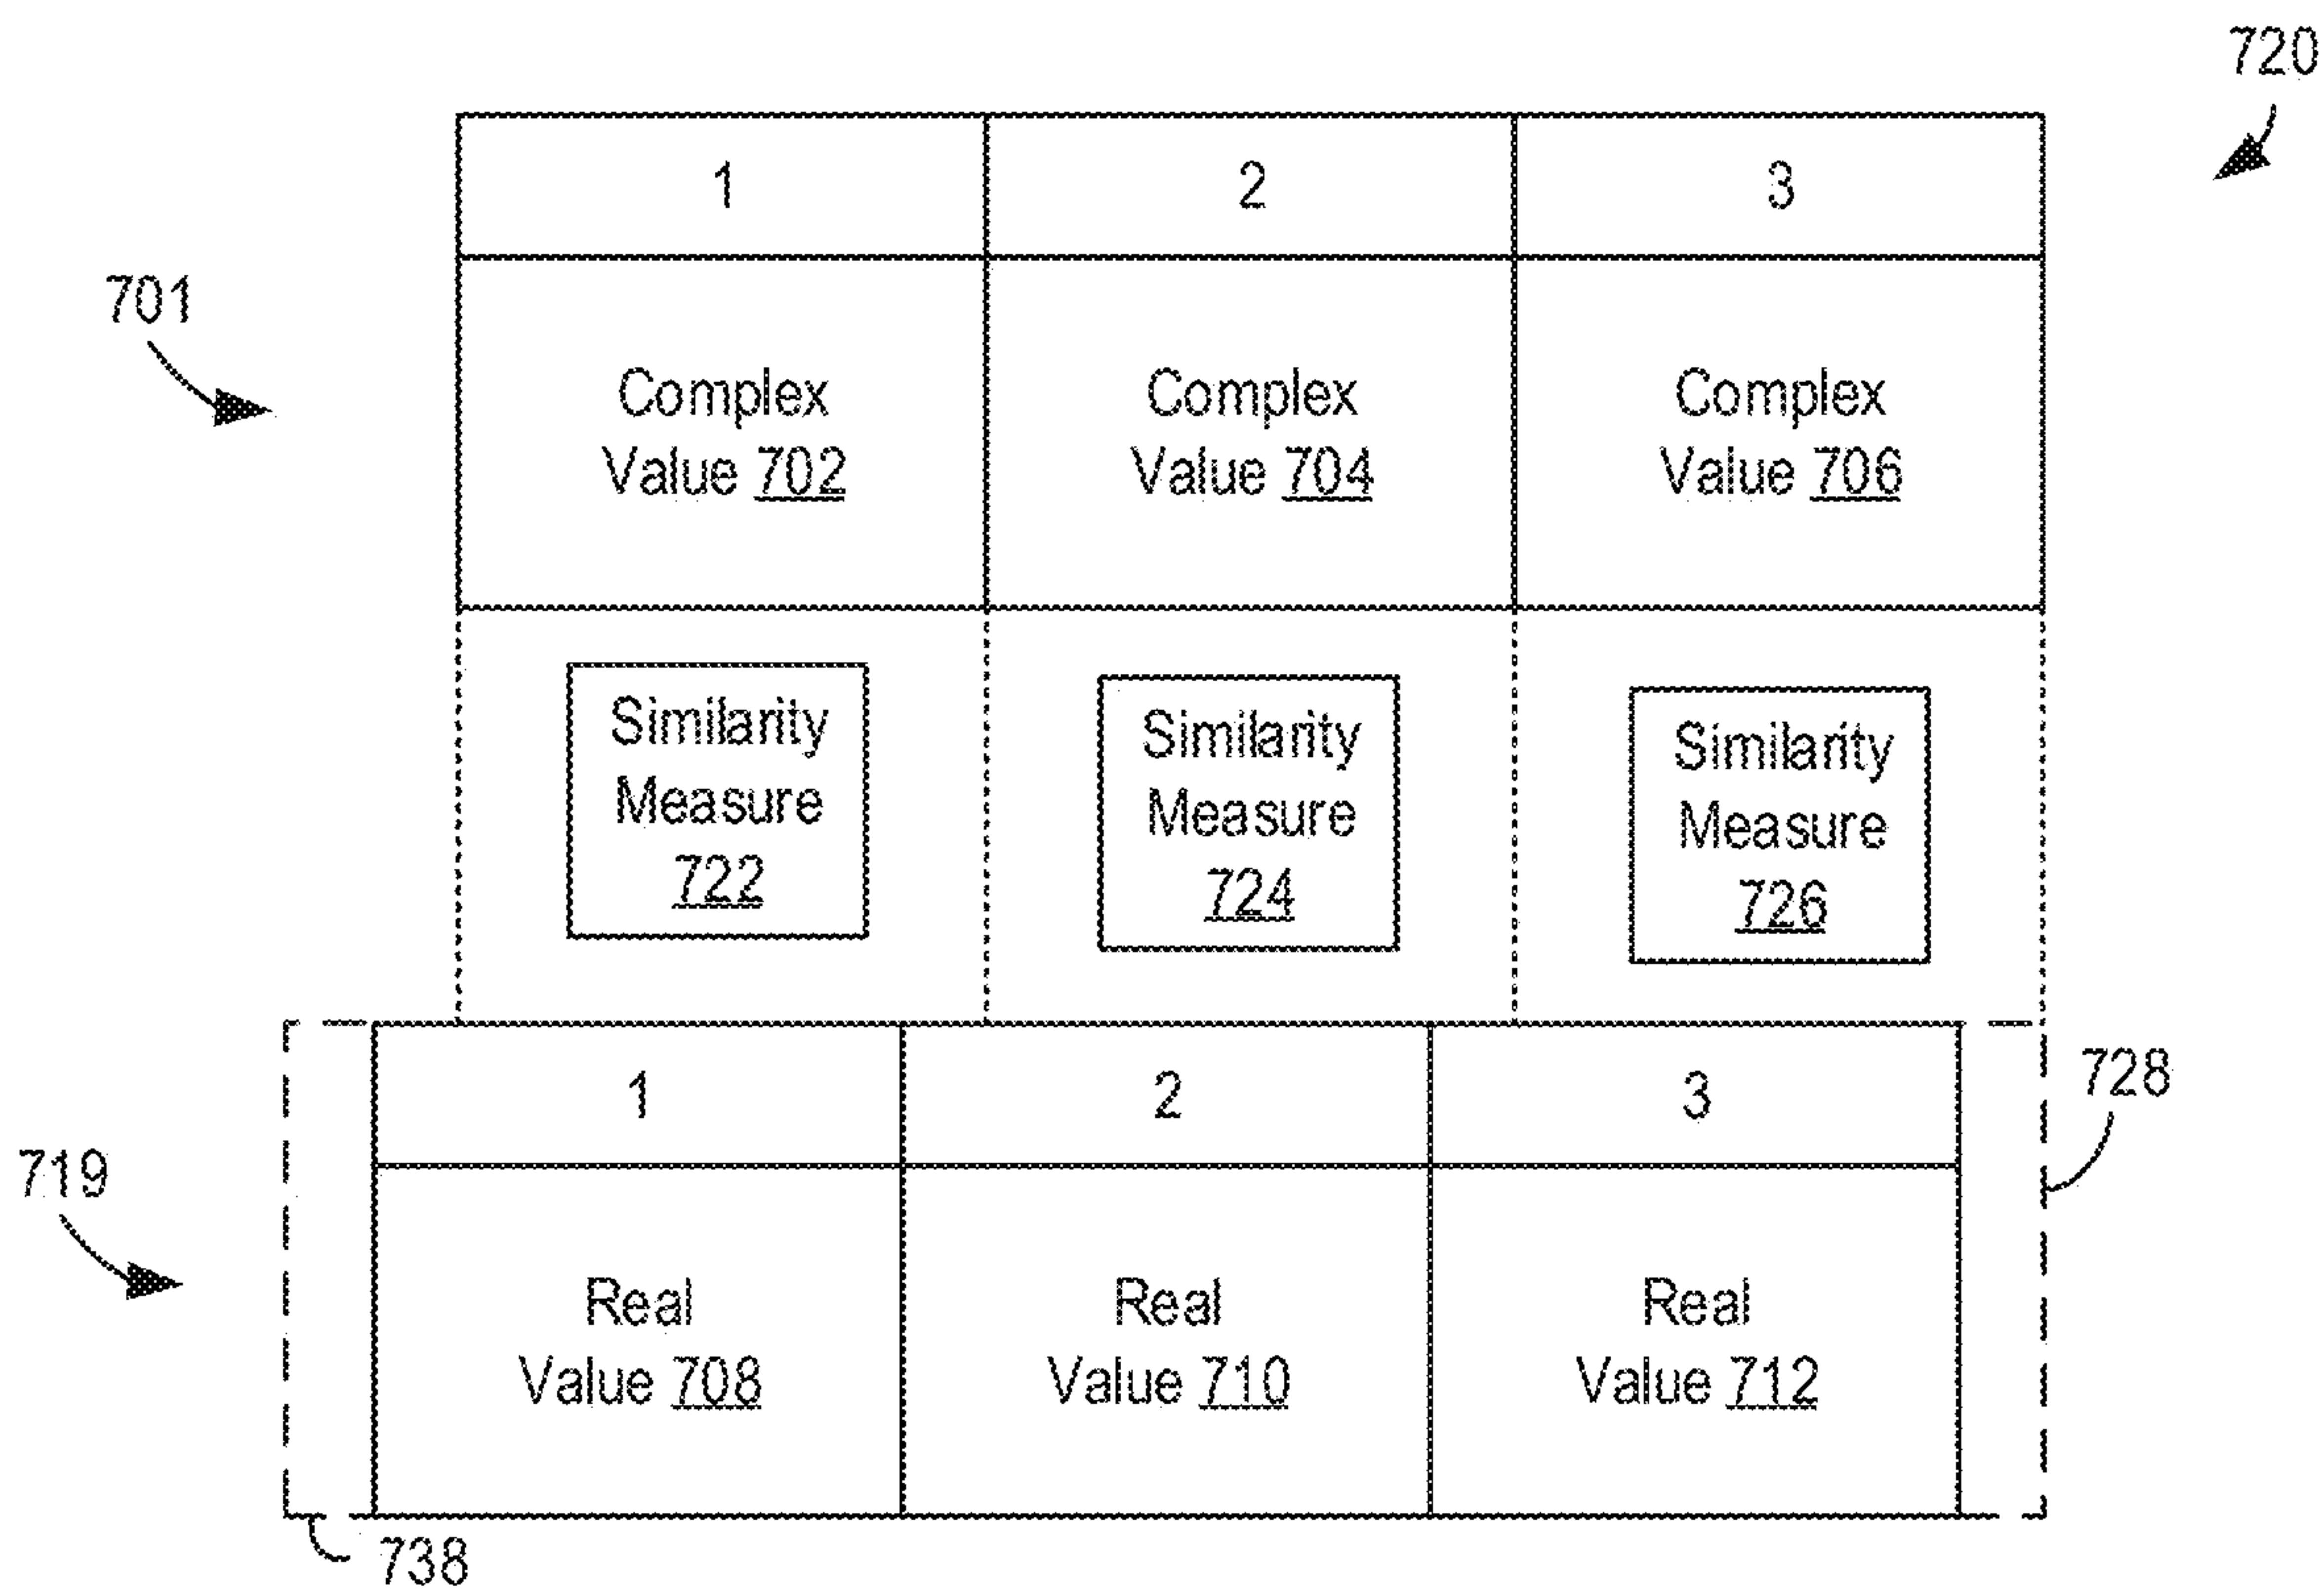 720
1
2
3
701
Complex
Value 702
Complex
Value 704
Complex
Value 706
Similarity
Measure
722
Similarity
Measure
724
Similarity
Measure
726
1
2
3
728
719
Real
Value 708
Real
Value 710
Real
Value 712
738